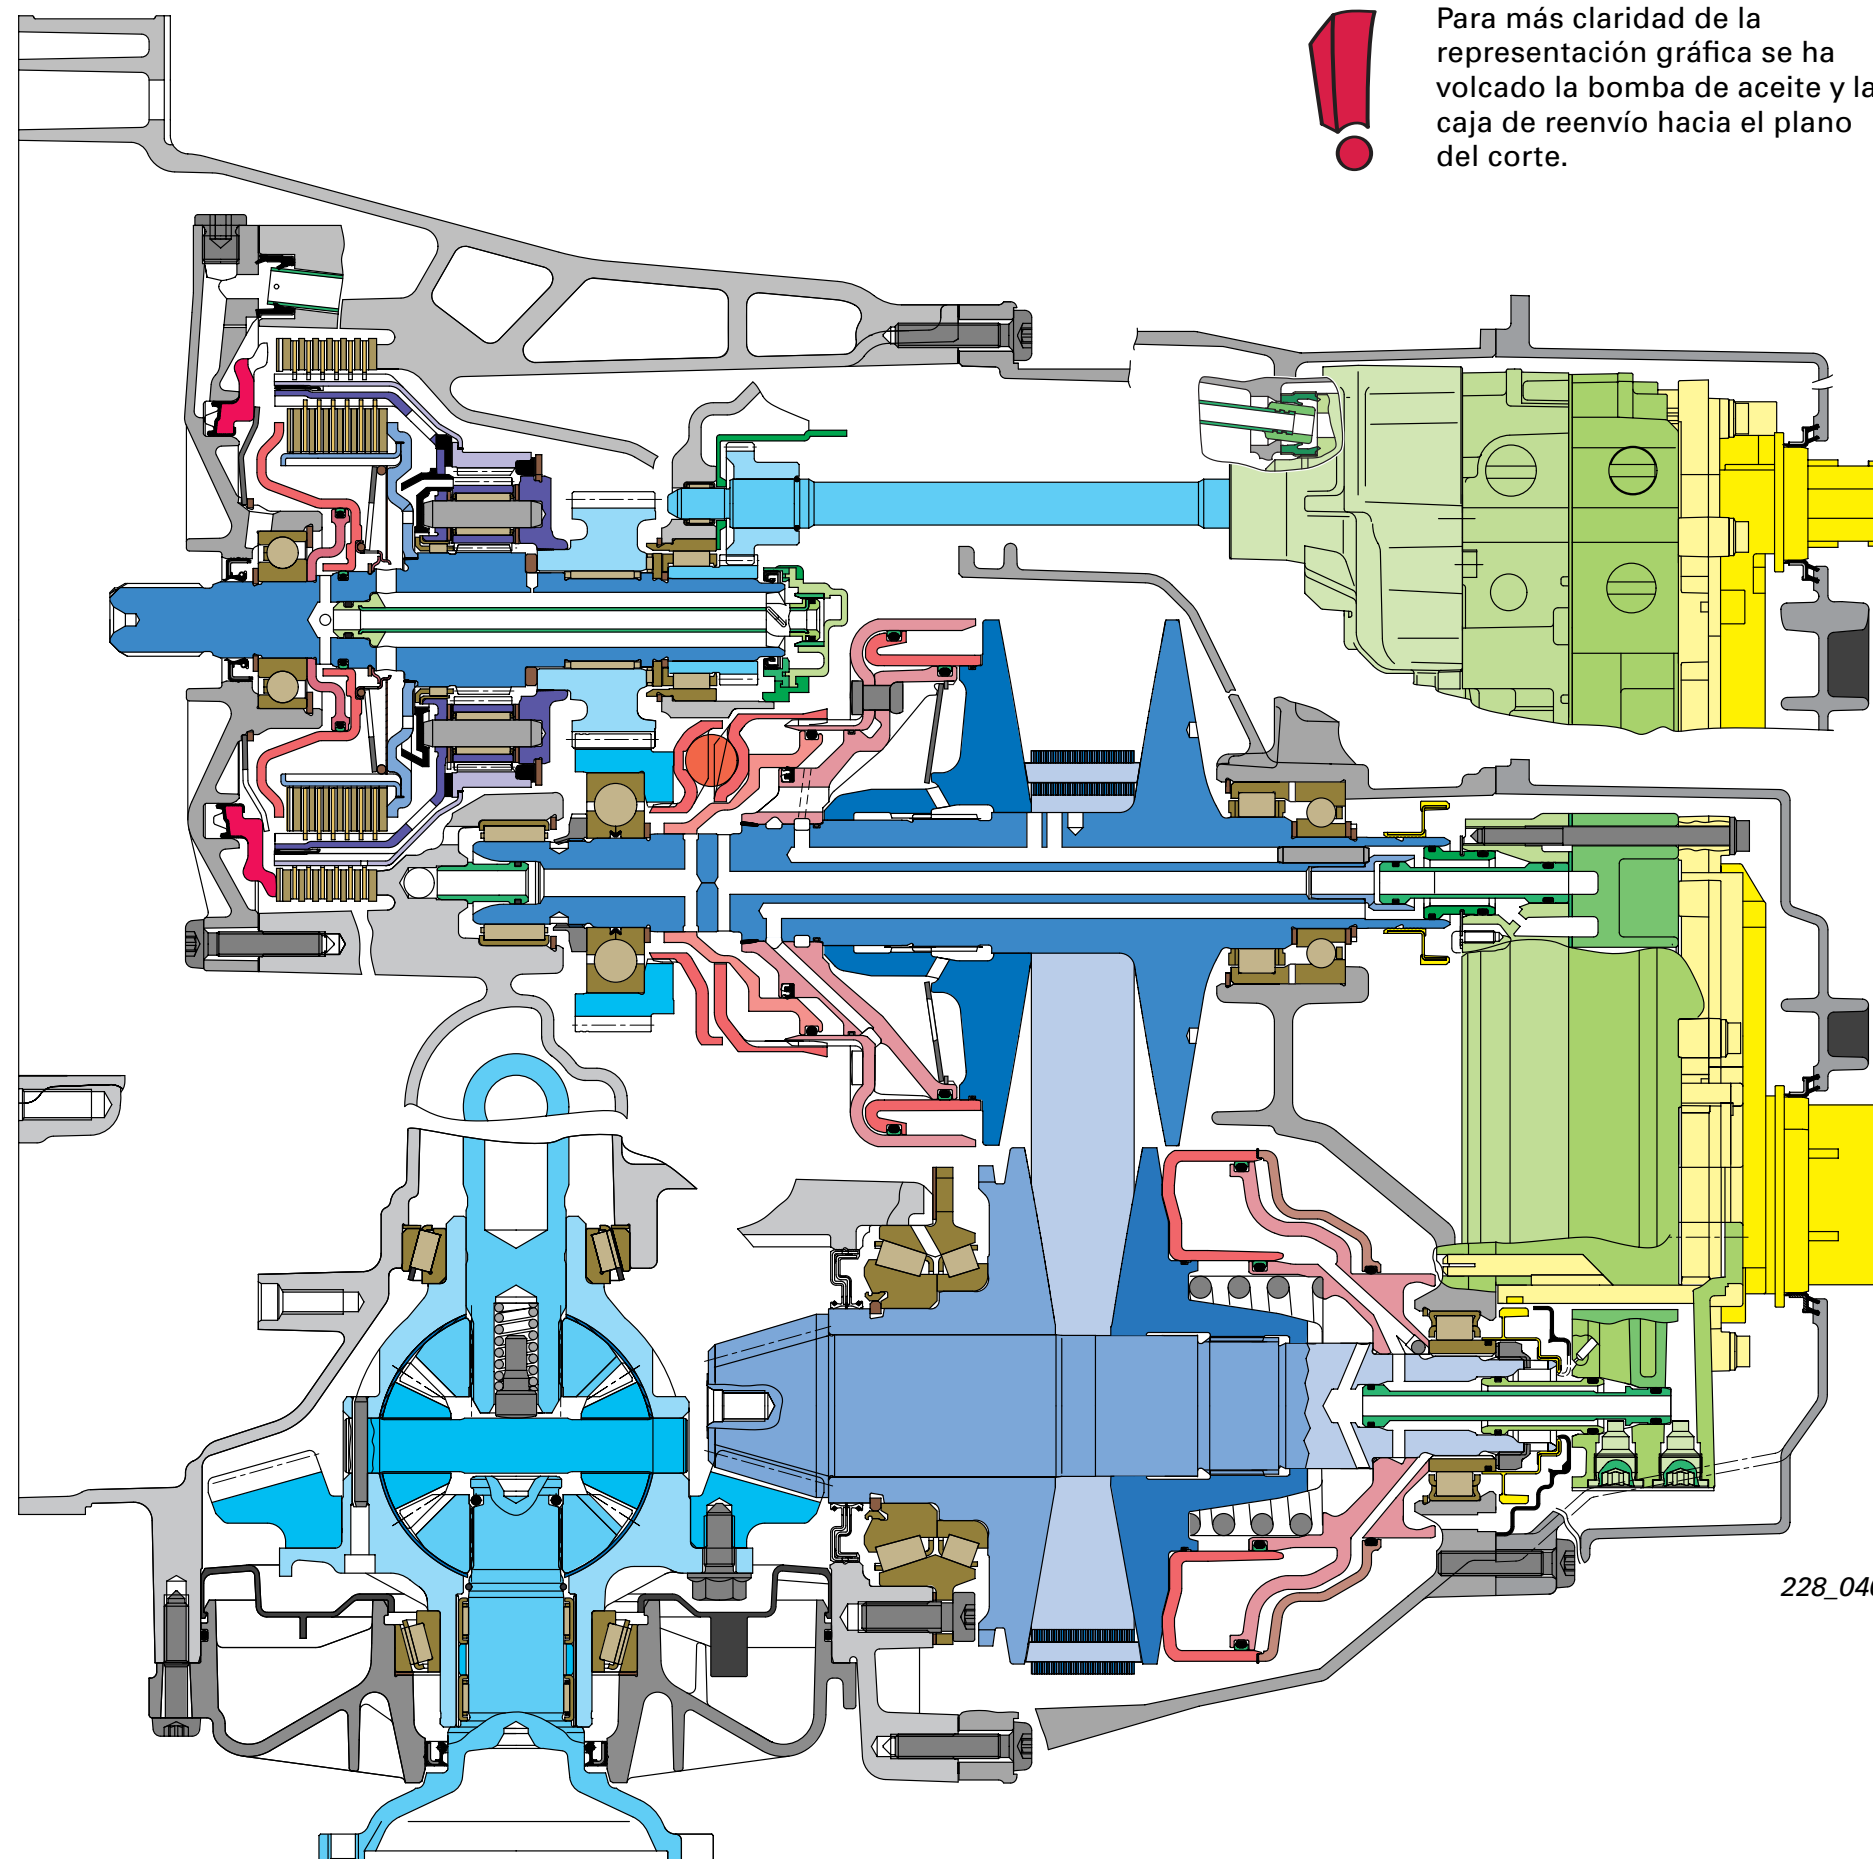 Para más claridad de la
representación gráfica se ha
volcado la bomba de aceite y la
caja de reenvío hacia el plano
del corte.
228_04